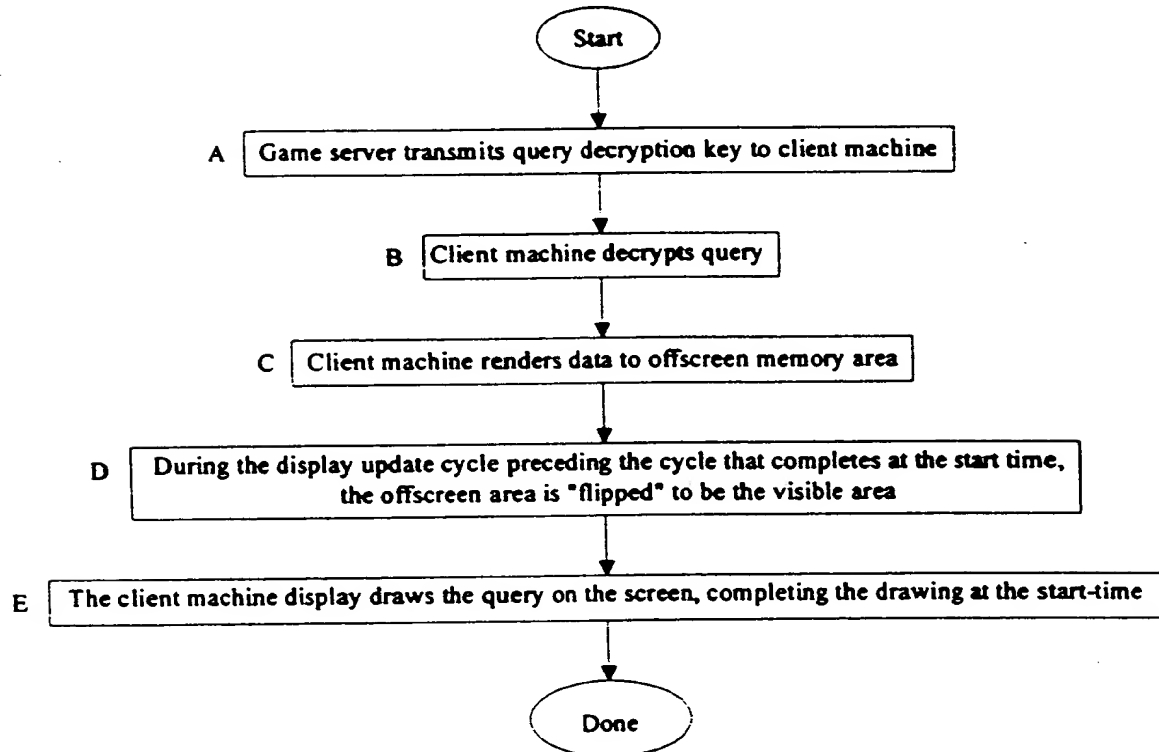 Start
A Game server transmits query decryption key to client machine
B Client machine decrypts query
C Client machine renders data to offscreen memory area
D During the display update cycle preceding the cycle that completes at the start time,
the offscreen area is "flipped" to be the visible area
E The client machine display draws the query on the screen, completing the drawing at the start-time
Done